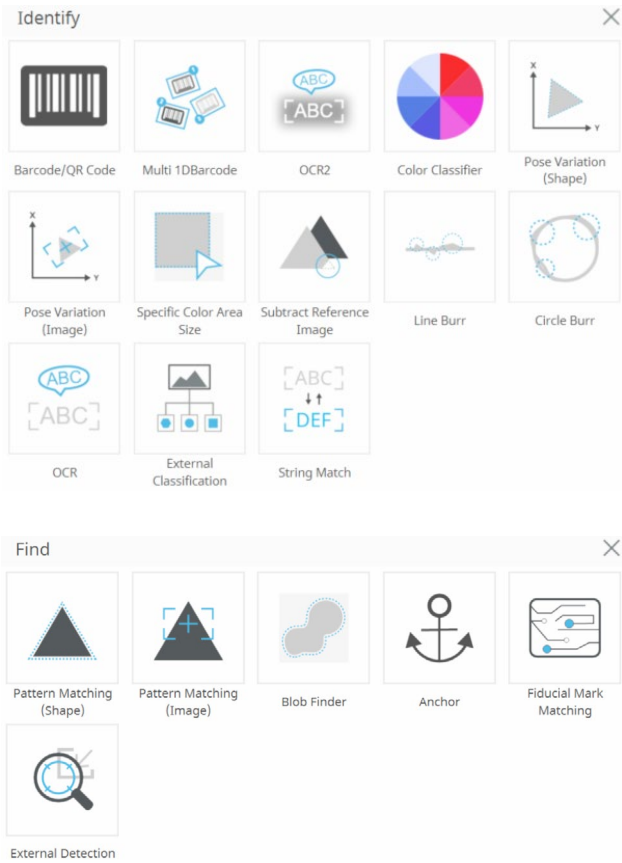 Identify
ABC
ABC
Barcode/QR Code
Multi 1DBarcode
OCR2
Color Classifier
X
Y
Pose Variation
(Shape)
X
Y
Pose Variation
(Image)
Specific Color Area
Size
Subtract Reference
Image
Line Burr
Circle Burr
ABC
[ABC]
OCR
External
Classification
[ABC]
[DEF]
String Match
Find
Pattern Matching
(Shape)
Pattern Matching
(Image)
Blob Finder
Anchor
Fiducial Mark
Matching
External Detection